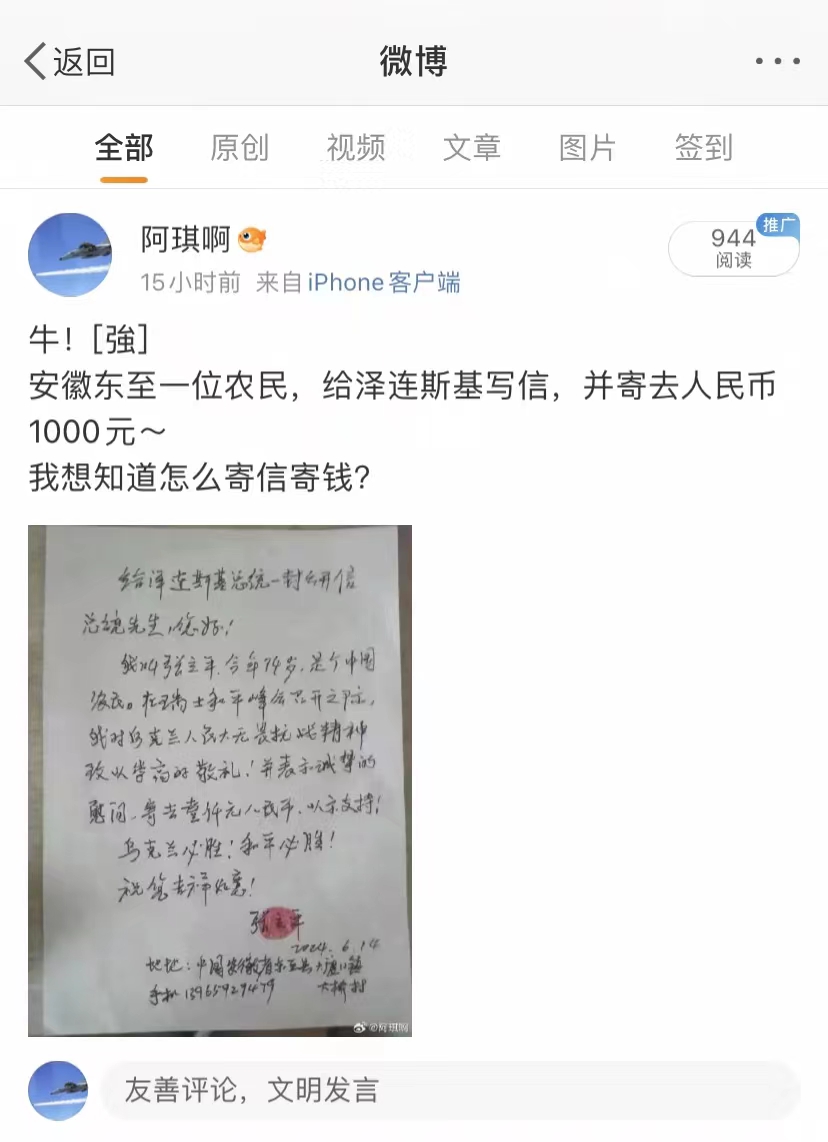 返回
微博
全部 原创 视频 文章 图片 签到
阿琪啊
推广
944
阅读
15小时前 来自 iPhone客户端
牛！[強]
安徽东至一位农民，给泽连斯基写信，并寄去人民币
1000元～
我想知道怎么寄信寄钱？
给泽连斯基总统一封公开信
总统先生，您好！
我叫张立平，今年74岁，是个中国
农民。在瑞士和平峰会召开之际，
我对乌克兰人民大无畏抗战精神
致以崇高的敬礼！并表示诚挚的
慰问，寄去壹仟元人民币，以示支持！
乌克兰必胜！和平必胜！
祝您吉祥如意！
张立平
2024.6.14
地址：中国安徽省东至县大渡口镇
大桥村
手机
@阿琪啊
友善评论，文明发言